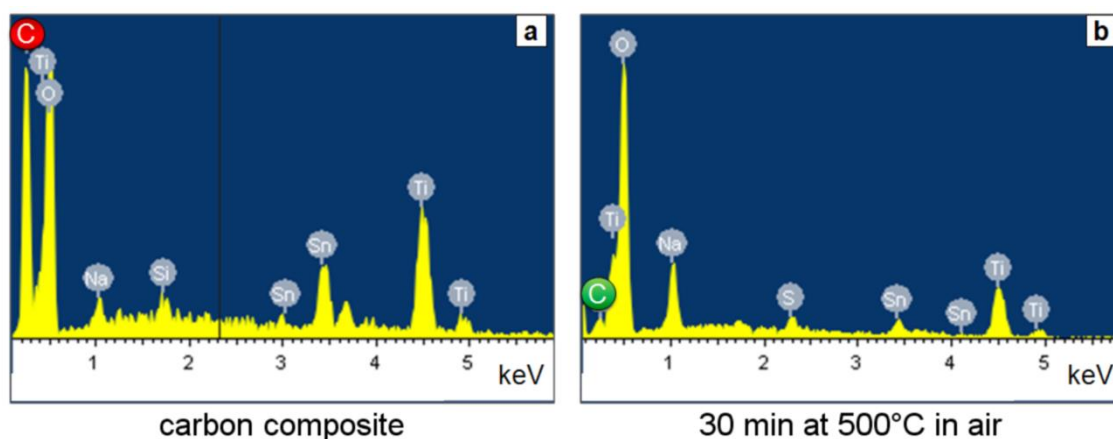 a
C
Ti
O
Na
Si
Sn
Sn
Ti
Ti
1 2 3 4 5
keV
carbon composite
b
O
Ti
C
Na
S
Sn
Sn
Ti
Ti
1 2 3 4 5
keV
30 min at 500°C in air